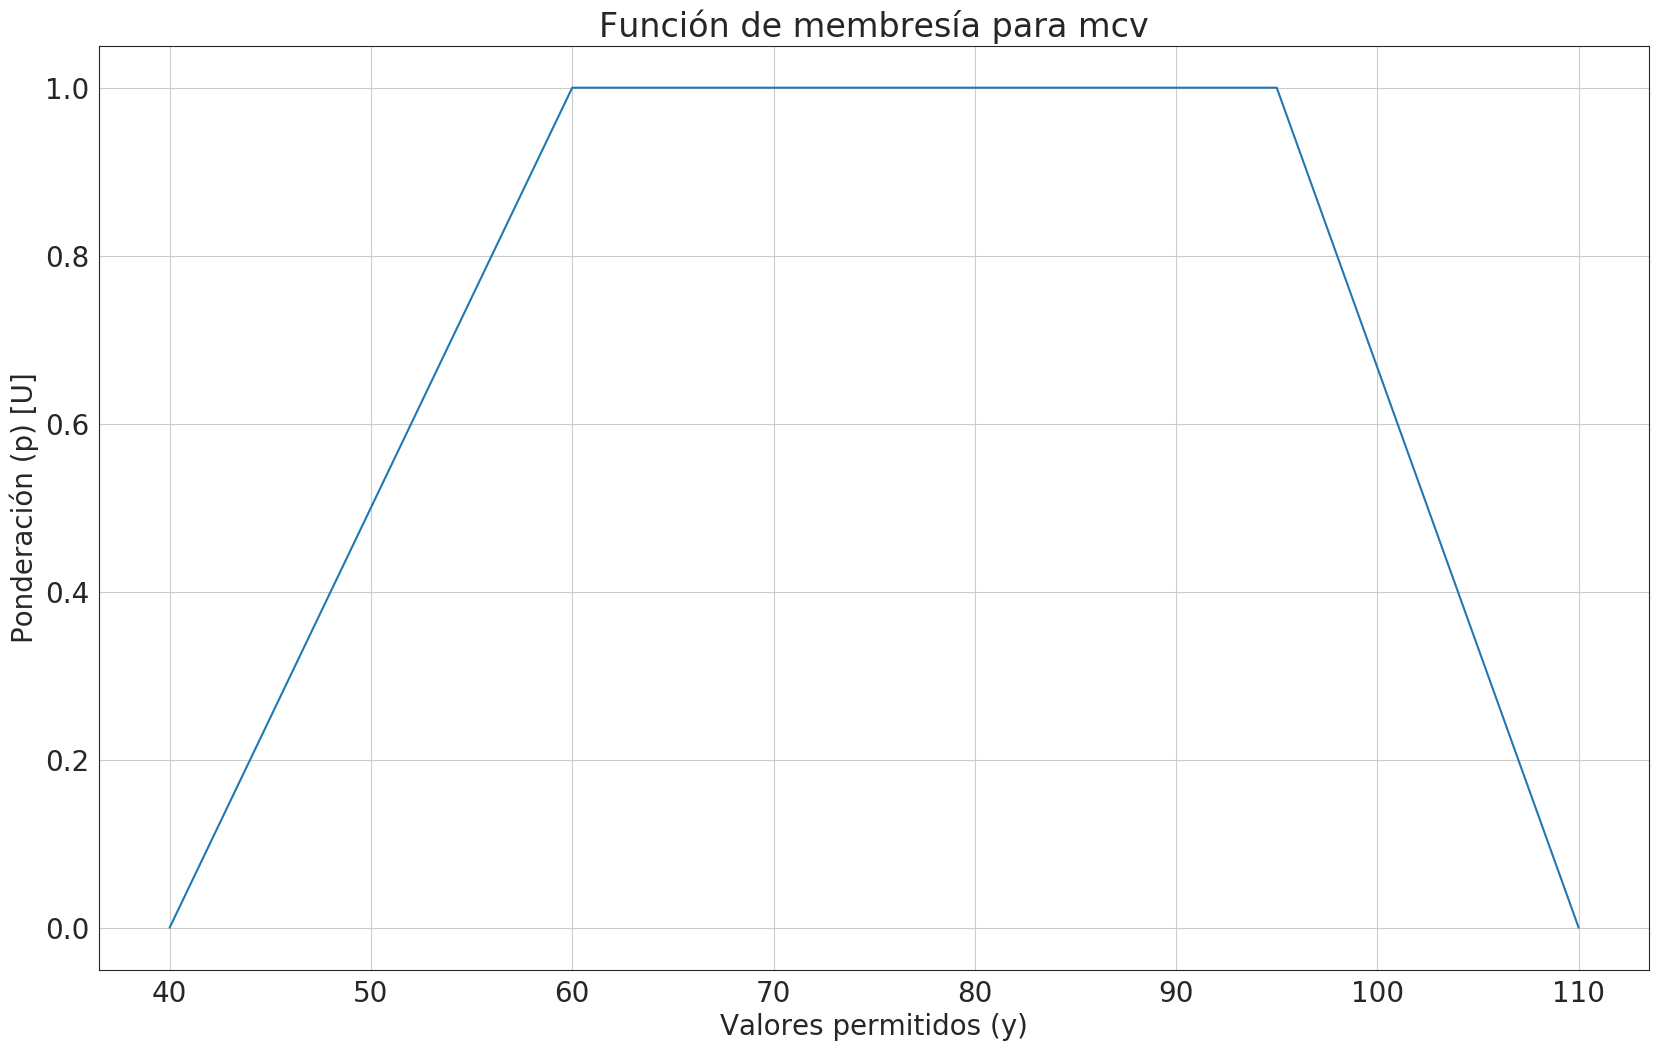 Función de membresía para mcv
Ponderación (p) [U]
1.0
0.8
0.6
0.4
0.2
0.0
40 50 60 70 80 90 100 110
Valores permitidos (y)